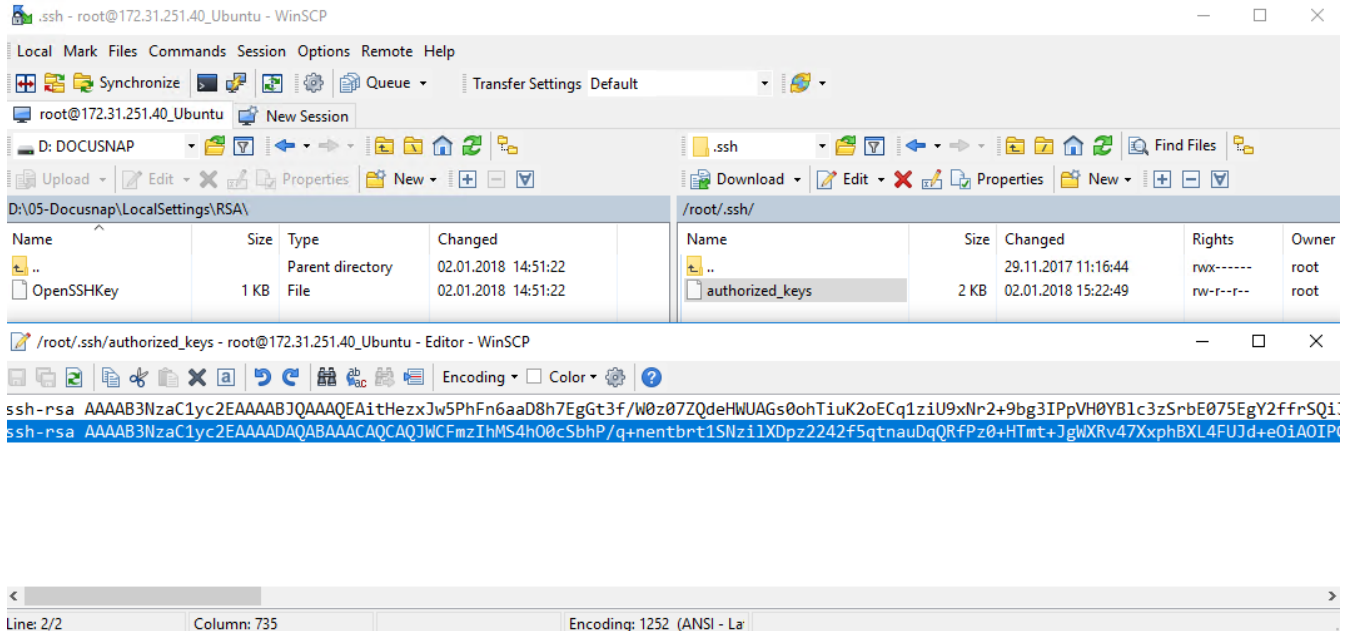 .ssh - root@172.31.251.40_Ubuntu - WinSCP
Local Mark Files Commands Session Options Remote Help
Synchronize Queue Transfer Settings Default
root@172.31.251.40_Ubuntu New Session
D: DOCUSNAP .ssh Find Files
Upload Edit Properties New Download Edit Properties New
D:\05-Docusnap\LocalSettings\RSA\ /root/.ssh/
Name Size Type Changed Name Size Changed Rights Owner
.. Parent directory 02.01.2018 14:51:22 .. 29.11.2017 11:16:44 rwx------ root
OpenSSHKey 1 KB File 02.01.2018 14:51:22 authorized_keys 2 KB 02.01.2018 15:22:49 rw-r--r-- root
/root/.ssh/authorized_keys - root@172.31.251.40_Ubuntu - Editor - WinSCP
Encoding Color
ssh-rsa AAAAB3NzaC1yc2EAAAABJQAAAQEAitHezxJw5PhFn6aaD8h7EgGt3f/W0z07ZQdeHWUAGs0ohTiuK2oECq1ziU9xNr2+9bg3IPpVH0YBlc3zSrbE075EgY2ffrSQi
ssh-rsa AAAAB3NzaC1yc2EAAAADAQABAAACAQCAQJWCFmzIhMS4hO0cSbhP/q+nentbrt1SNzilXDpz2242f5qtnauDqQRfPz0+HTmt+JgWXRv47XxphBXL4FUJd+eOiAOIP
Line: 2/2 Column: 735 Encoding: 1252 (ANSI - La